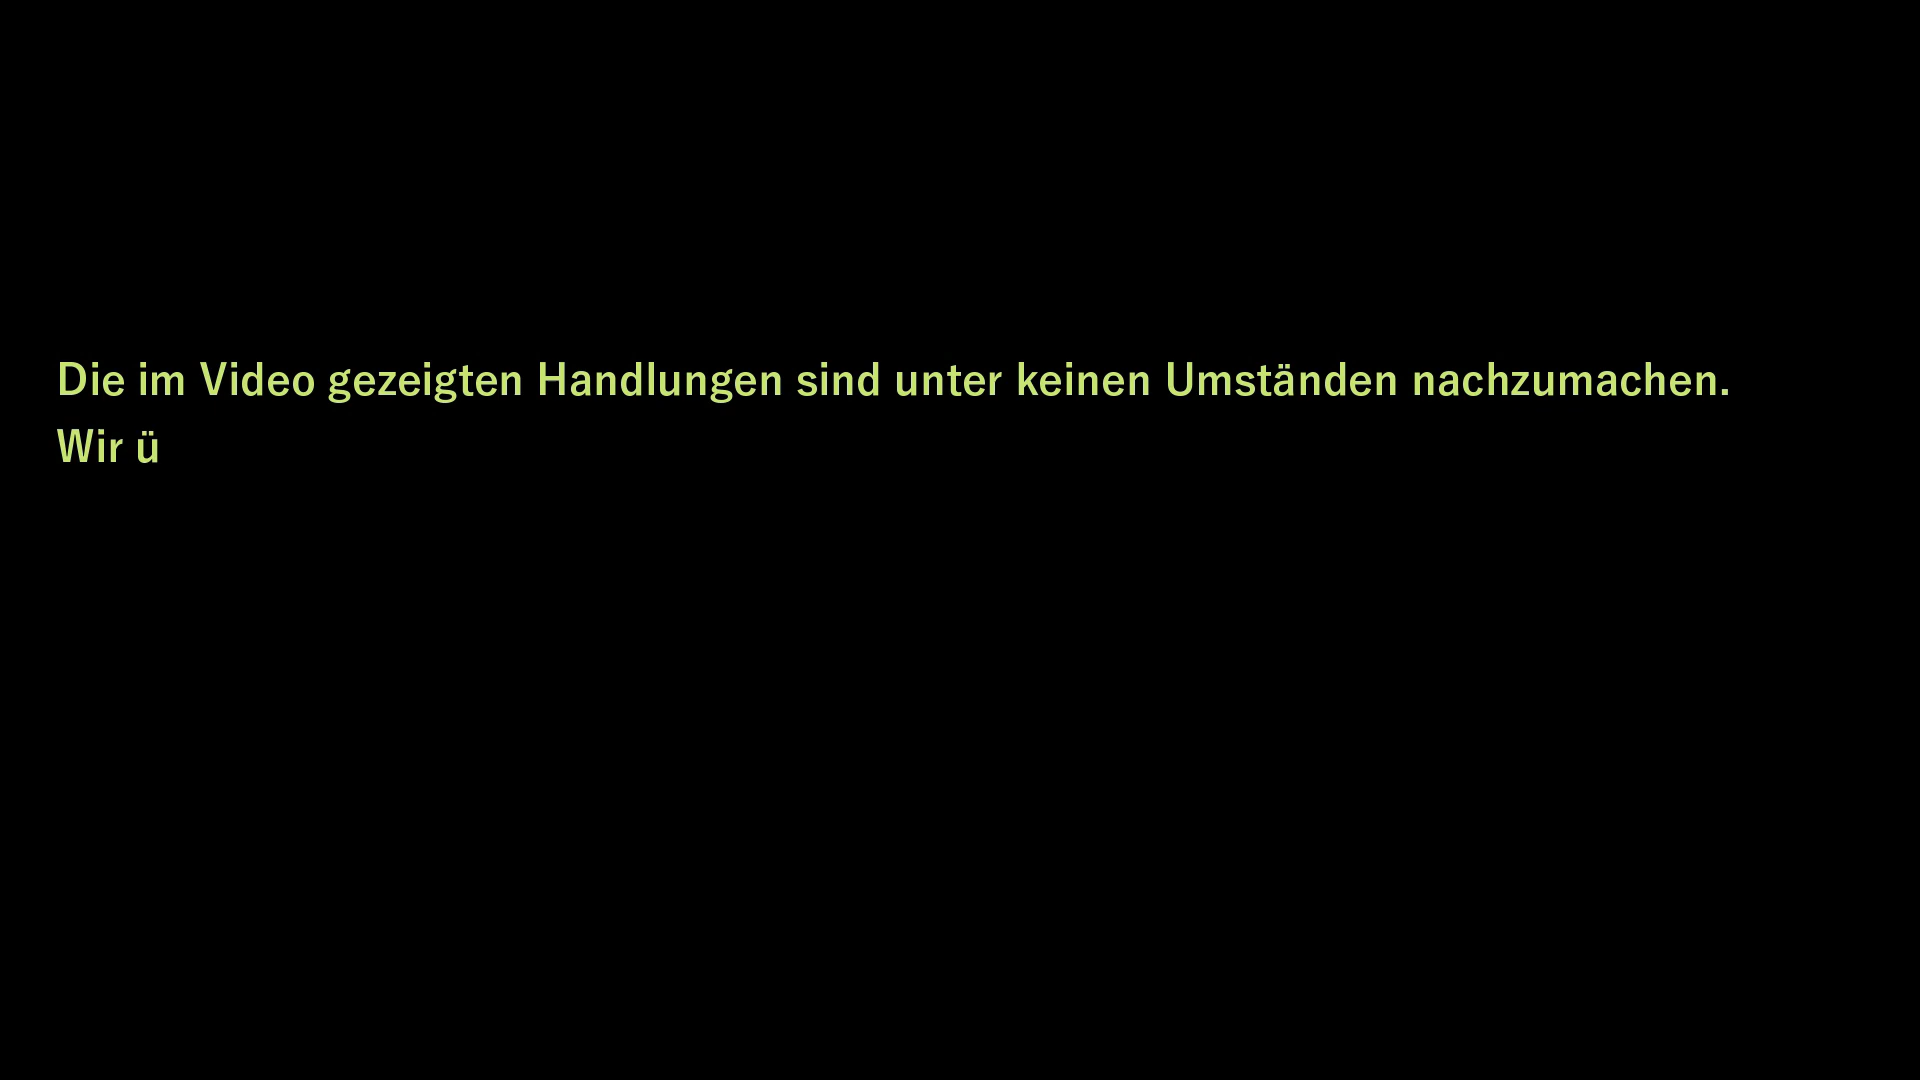 Die im Video gezeigten Handlungen sind unter keinen Umständen nachzumachen.
Wir ü